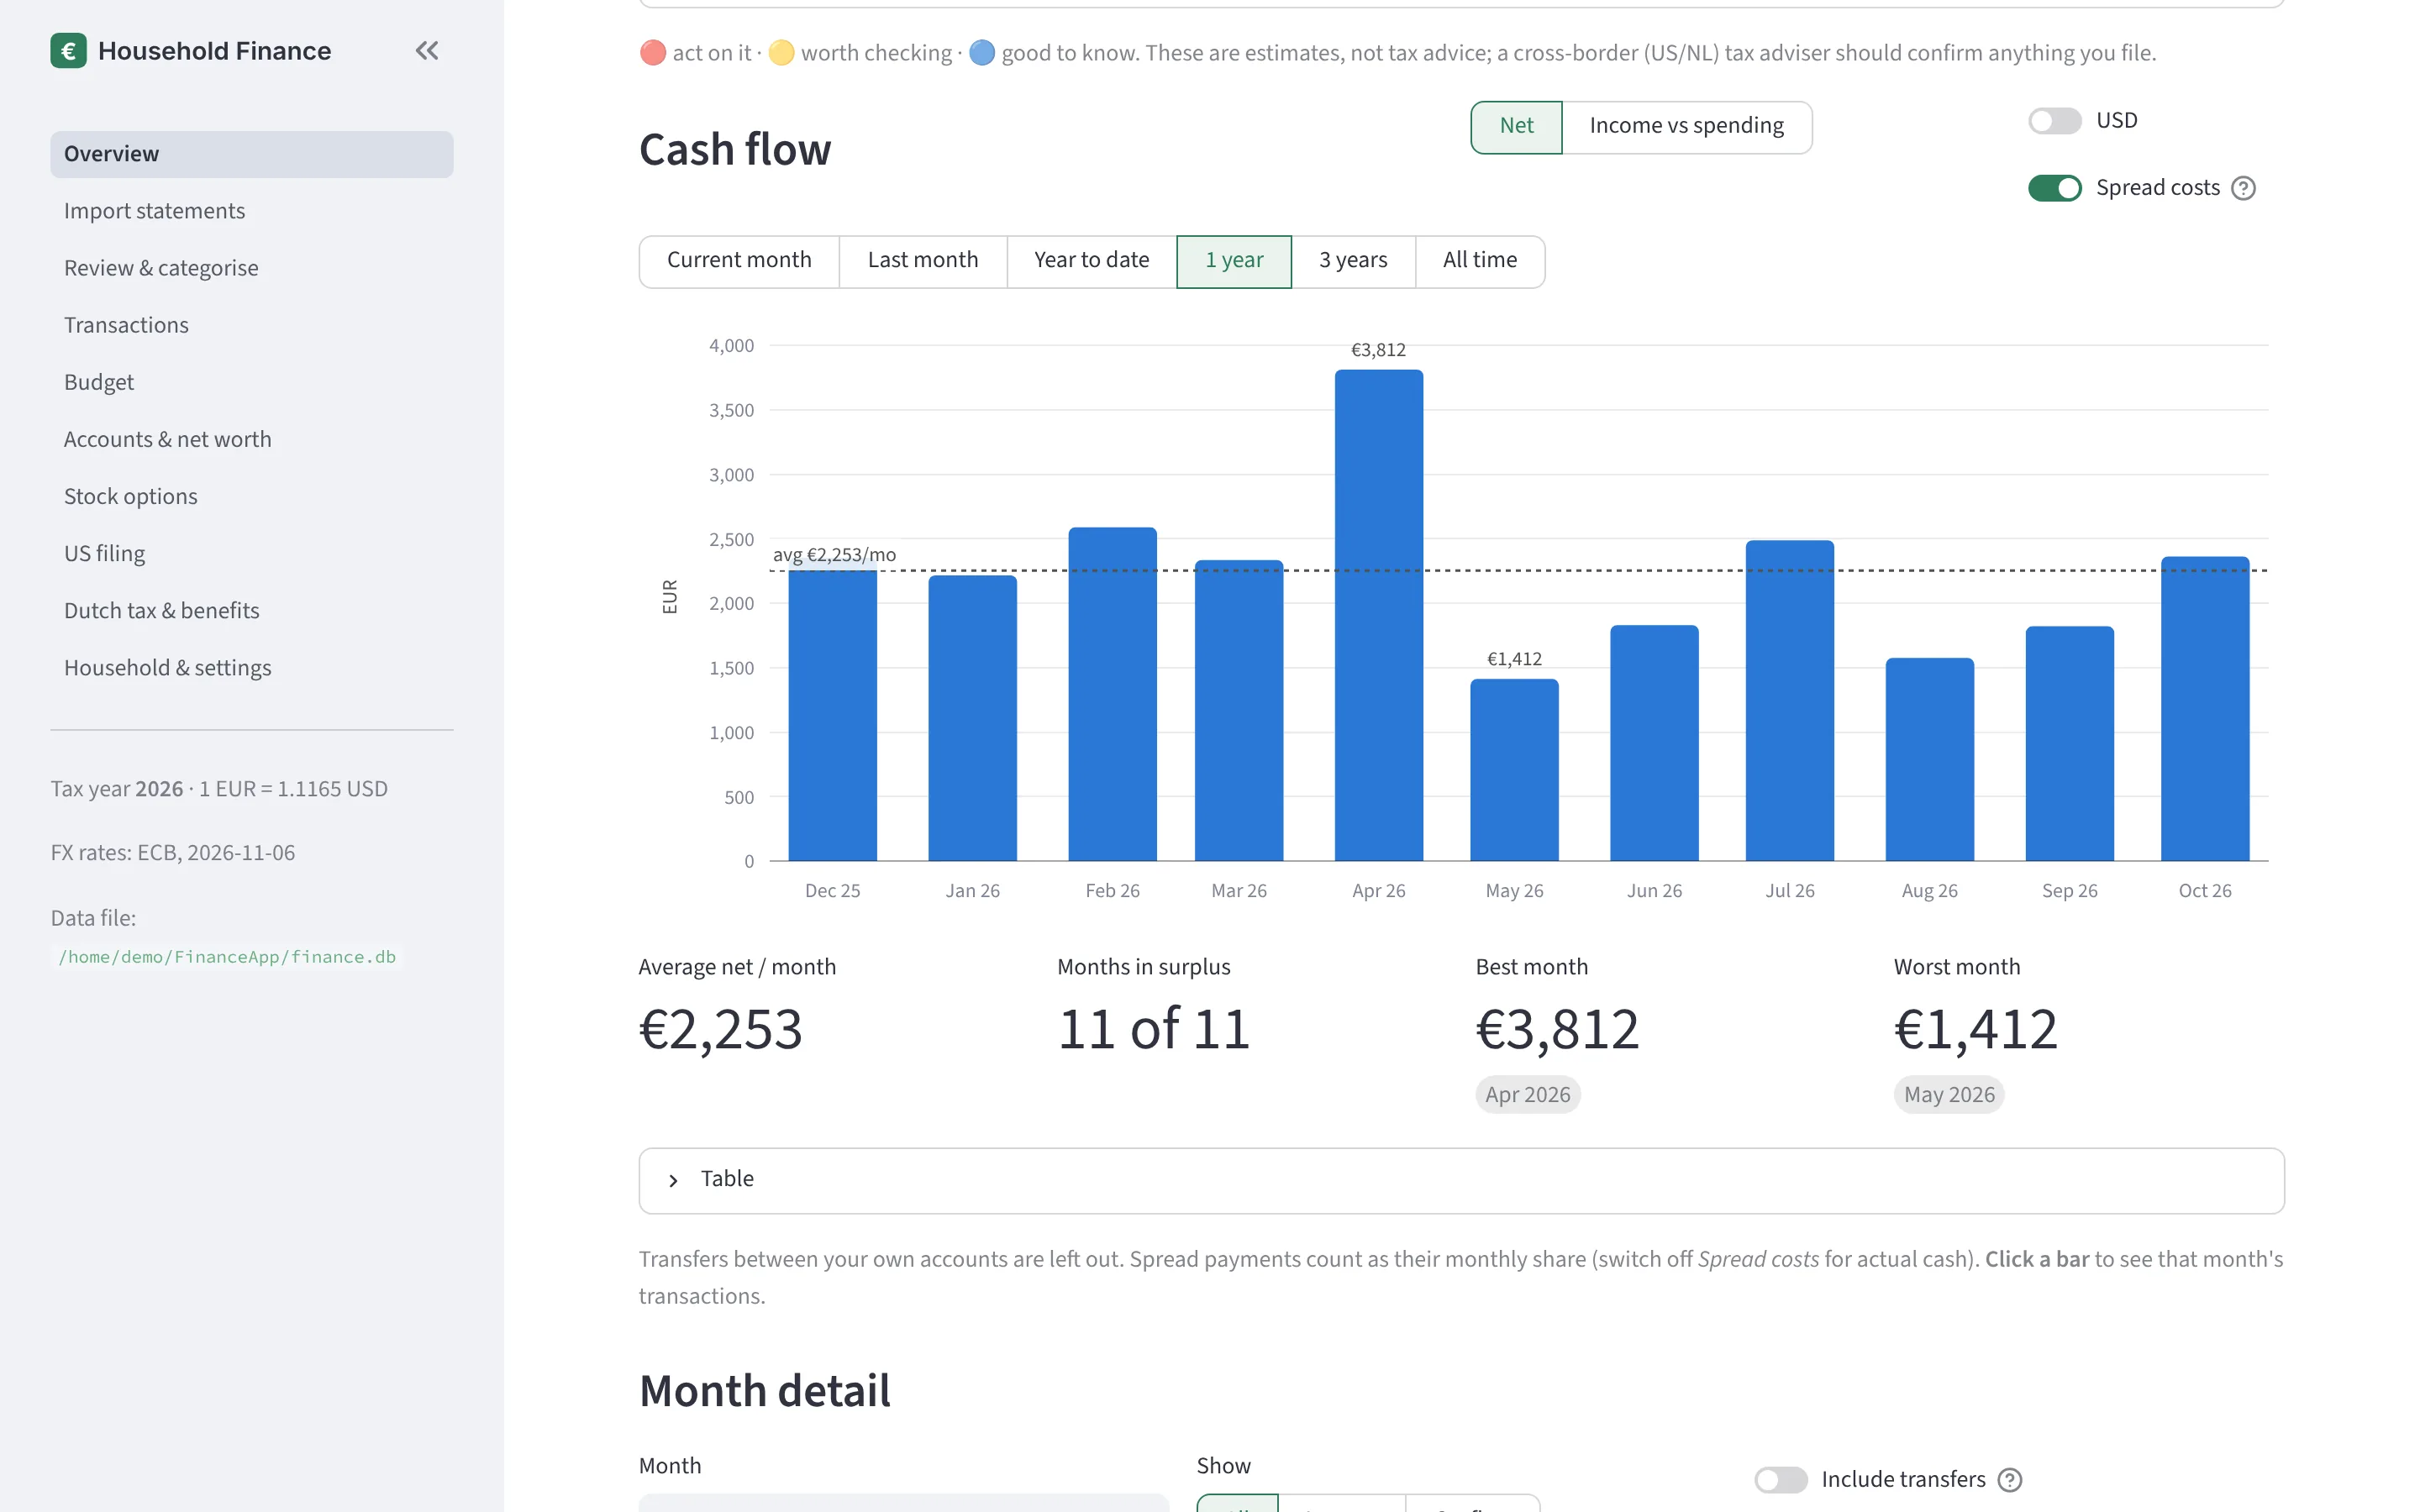 € Household Finance
Overview
Import statements
Review & categorise
Transactions
Budget
Accounts & net worth
Stock options
US filing
Dutch tax & benefits
Household & settings
Tax year 2026 · 1 EUR = 1.1165 USD
FX rates: ECB, 2026-11-06
Data file:
/home/demo/FinanceApp/finance.db
🔴 act on it · 🟡 worth checking · 🔵 good to know. These are estimates, not tax advice; a cross-border (US/NL) tax adviser should confirm anything you file.
Cash flow
Net
Income vs spending
USD
Spread costs
Current month
Last month
Year to date
1 year
3 years
All time
4,000
3,500
3,000
2,500
2,000
1,500
1,000
500
0
EUR
avg €2,253/mo
€3,812
€1,412
Dec 25
Jan 26
Feb 26
Mar 26
Apr 26
May 26
Jun 26
Jul 26
Aug 26
Sep 26
Oct 26
Average net / month
€2,253
Months in surplus
11 of 11
Best month
€3,812
Apr 2026
Worst month
€1,412
May 2026
Table
Transfers between your own accounts are left out. Spread payments count as their monthly share (switch off Spread costs for actual cash). Click a bar to see that month's
transactions.
Month detail
Month
Show
Include transfers